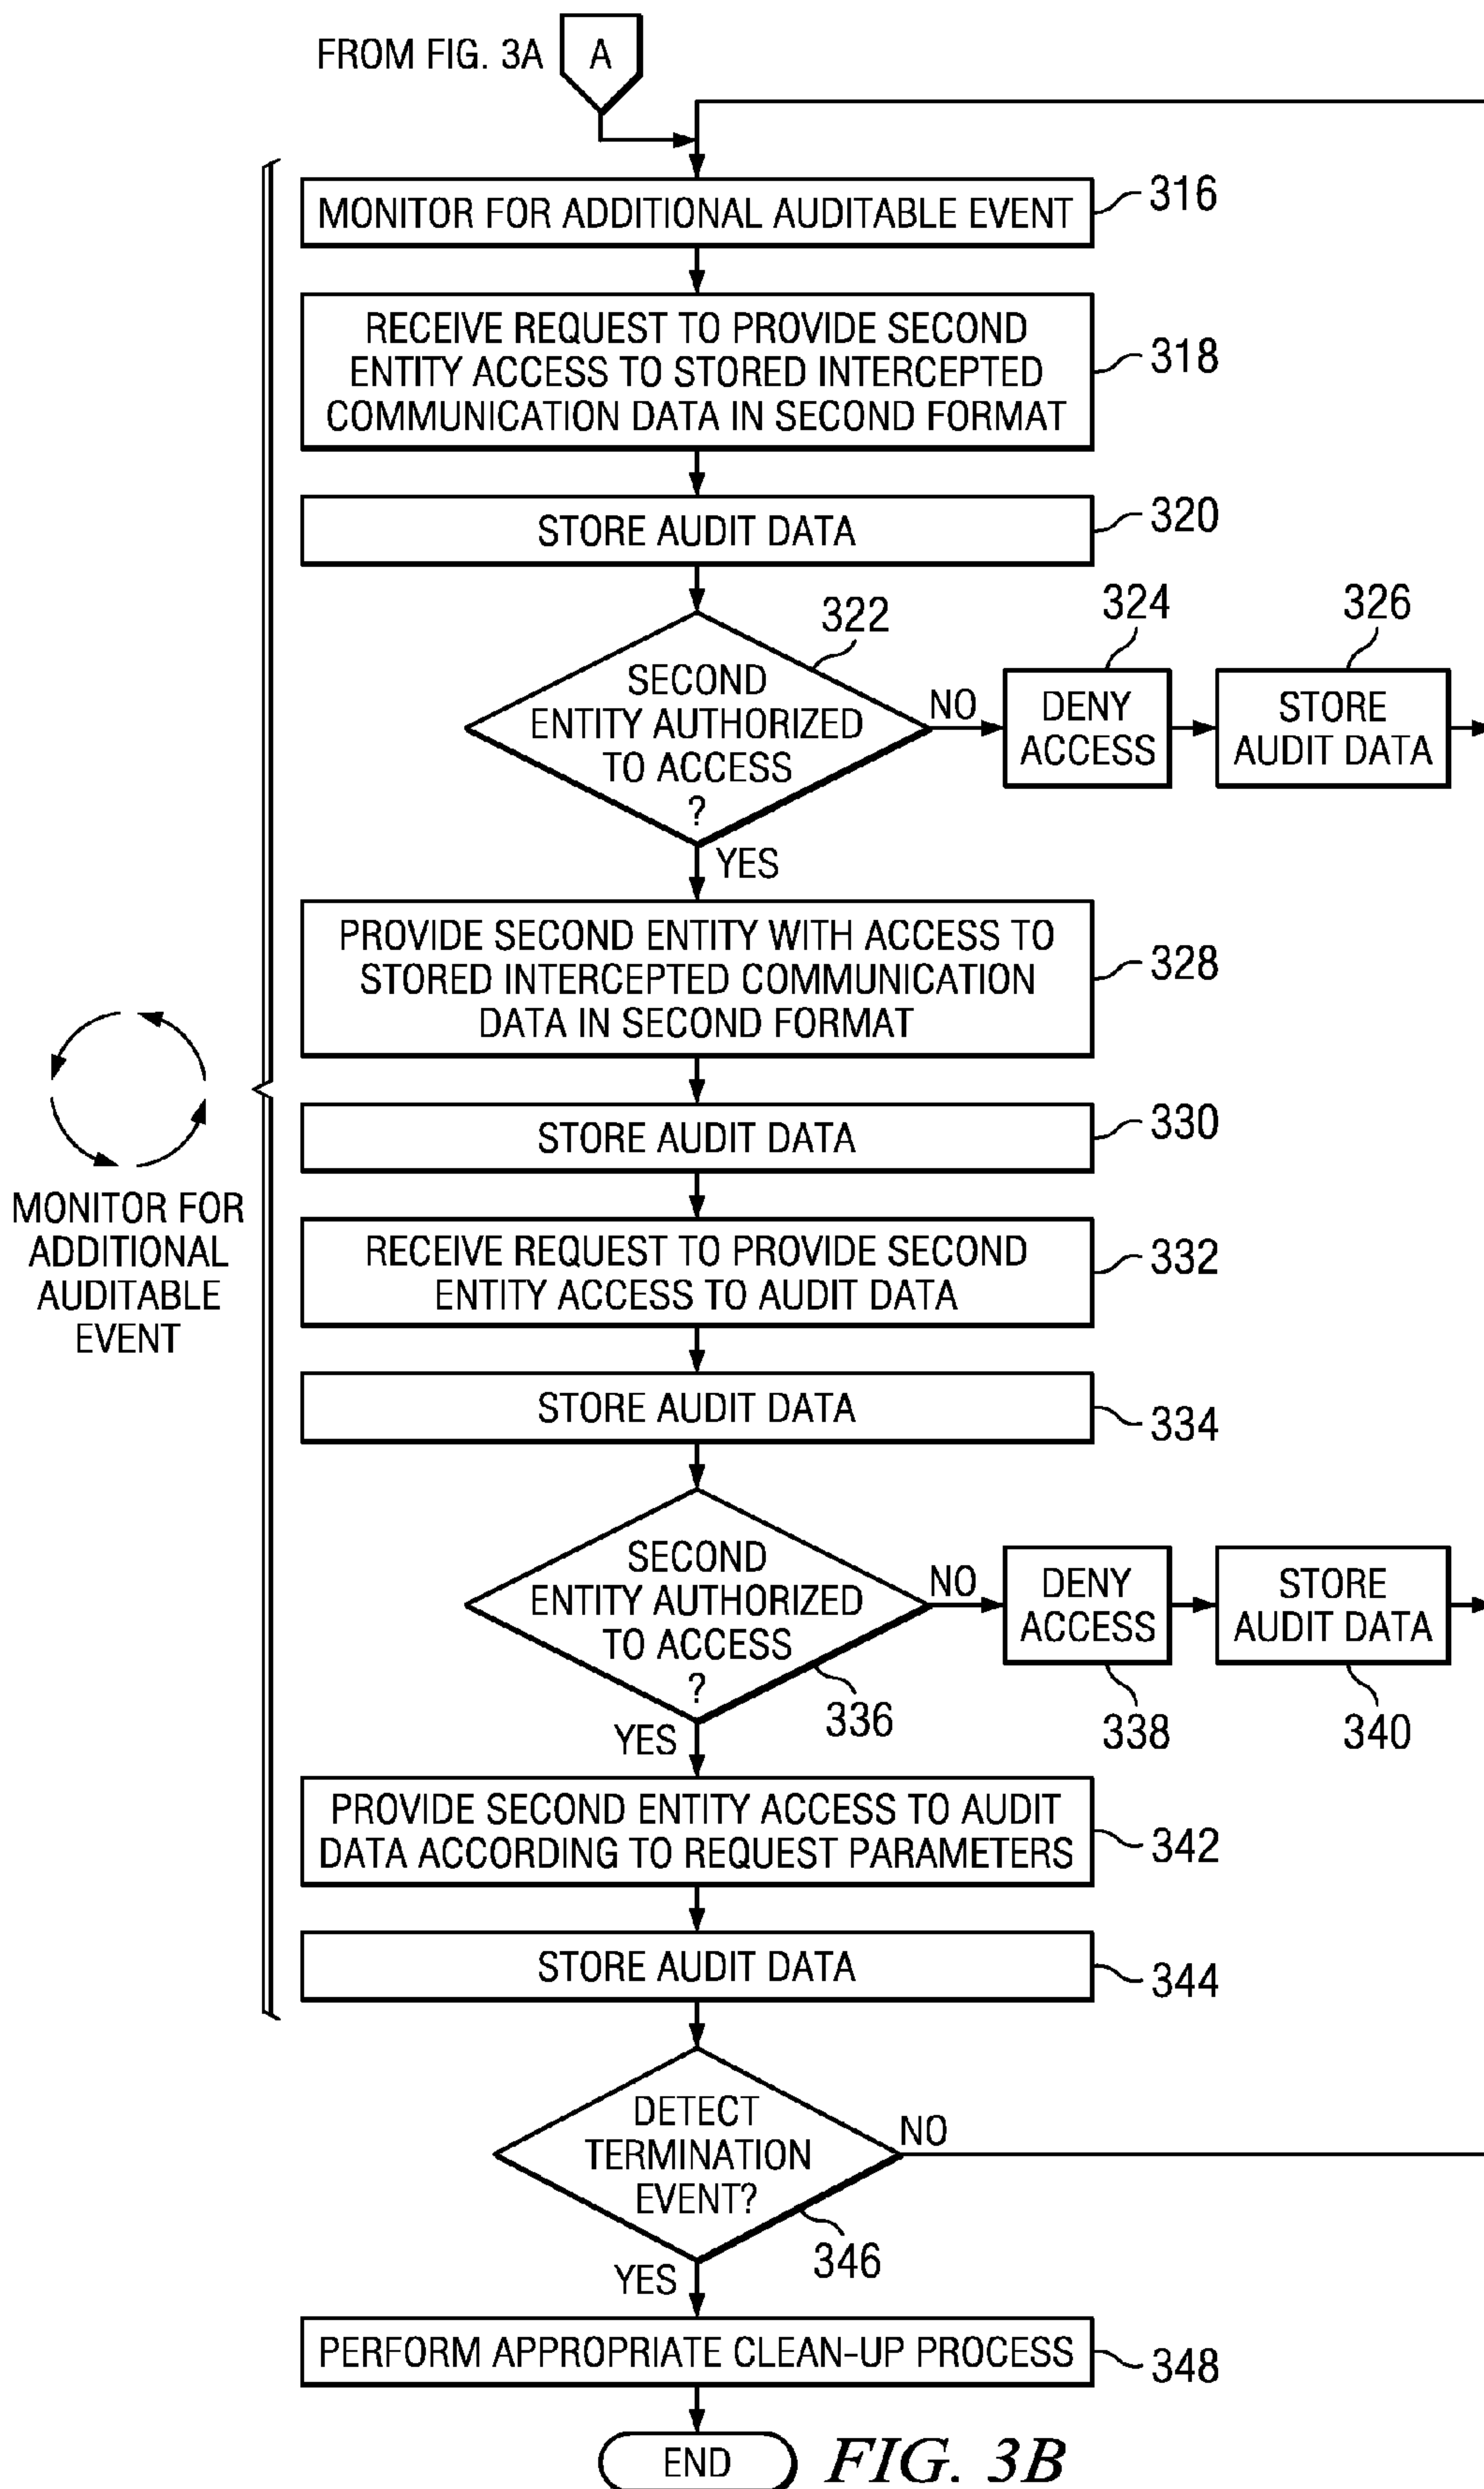 FROM FIG. 3A
A
MONITOR FOR ADDITIONAL AUDITABLE EVENT
316
RECEIVE REQUEST TO PROVIDE SECOND
ENTITY ACCESS TO STORED INTERCEPTED
COMMUNICATION DATA IN SECOND FORMAT
318
STORE AUDIT DATA
320
322
SECOND
ENTITY AUTHORIZED
TO ACCESS
?
NO
324
DENY
ACCESS
326
STORE
AUDIT DATA
YES
PROVIDE SECOND ENTITY WITH ACCESS TO
STORED INTERCEPTED COMMUNICATION
DATA IN SECOND FORMAT
328
STORE AUDIT DATA
330
MONITOR FOR
ADDITIONAL
AUDITABLE
EVENT
RECEIVE REQUEST TO PROVIDE SECOND
ENTITY ACCESS TO AUDIT DATA
332
STORE AUDIT DATA
334
SECOND
ENTITY AUTHORIZED
TO ACCESS
?
336
NO
DENY
ACCESS
338
STORE
AUDIT DATA
340
YES
PROVIDE SECOND ENTITY ACCESS TO AUDIT
DATA ACCORDING TO REQUEST PARAMETERS
342
STORE AUDIT DATA
344
DETECT
TERMINATION
EVENT?
NO
346
YES
PERFORM APPROPRIATE CLEAN-UP PROCESS
348
END
FIG. 3B